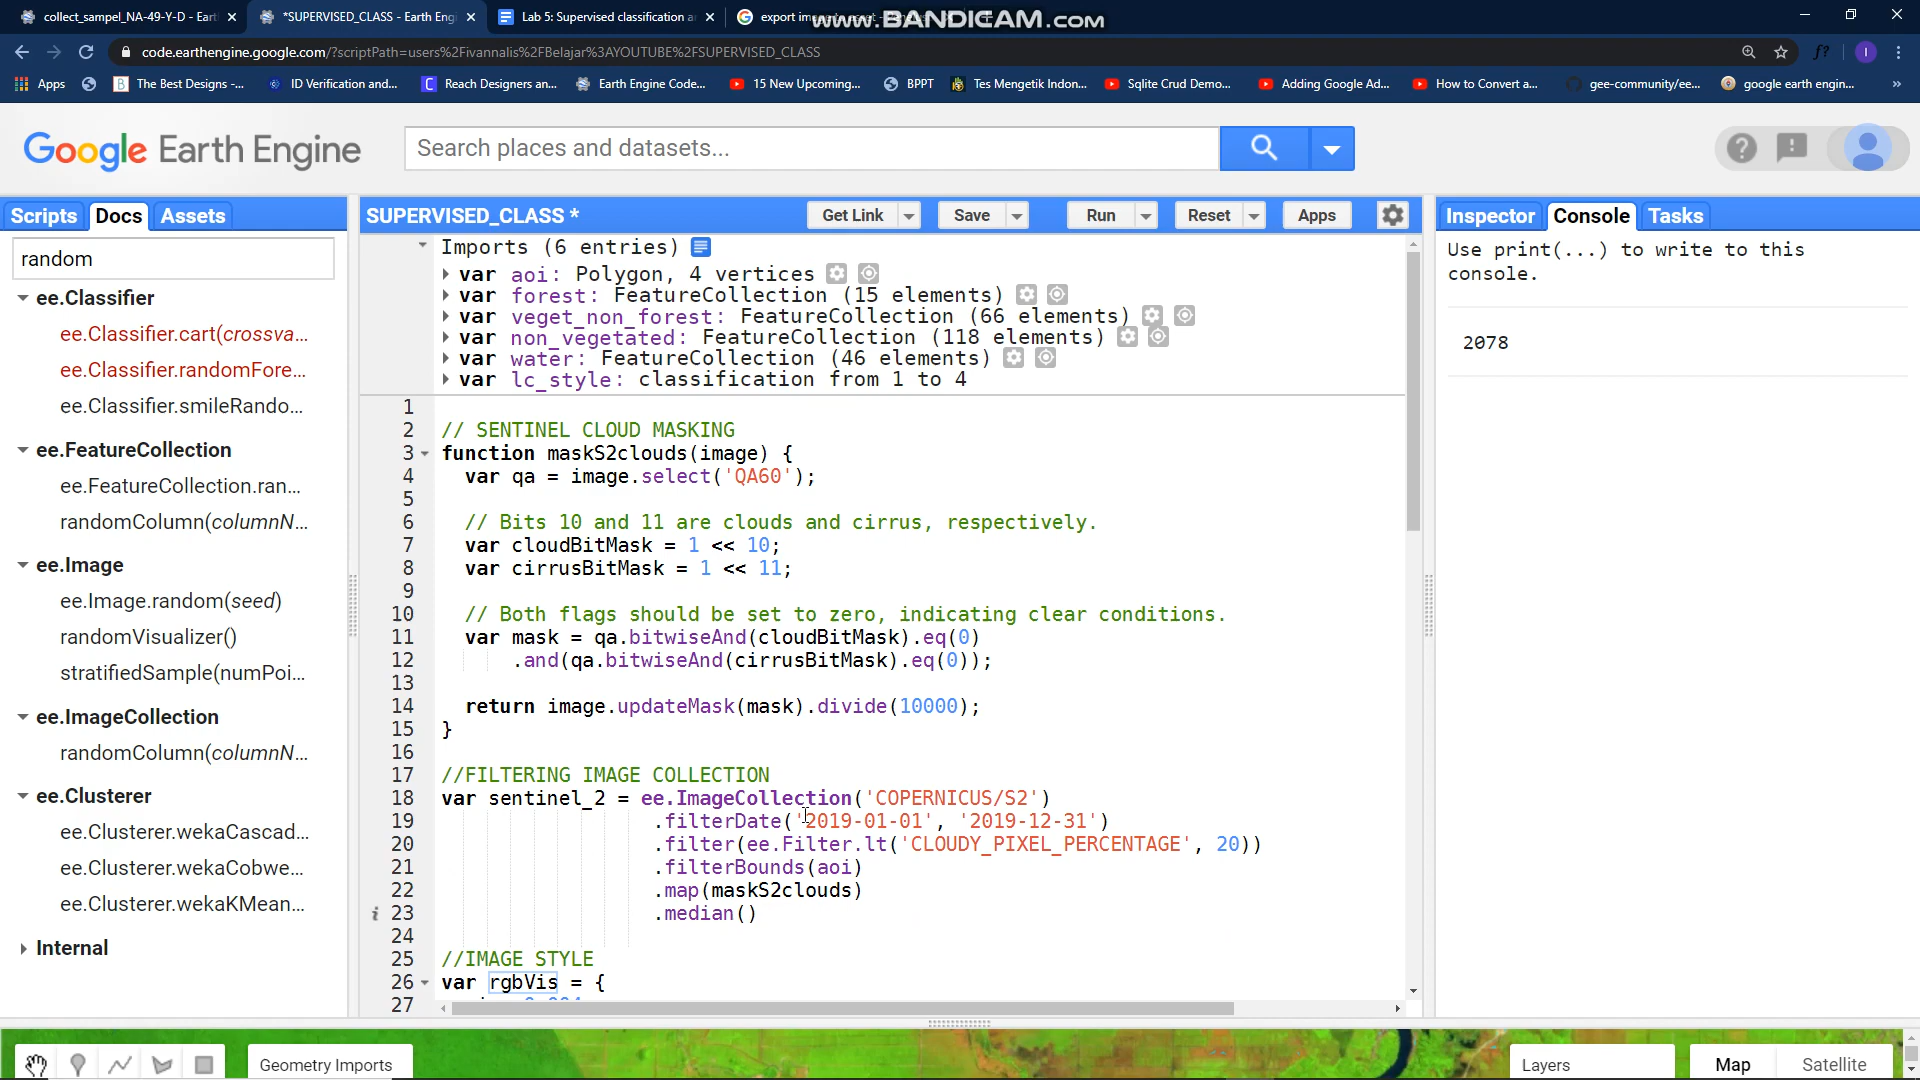 collect_sampel_NA-49-Y-D - Eart
*SUPERVISED_CLASS - Earth Engi
Lab 5: Supervised classification a
www.BANDICAM.com
code.earthengine.google.com/?scriptPath=users%2Fivannalis%2FBelajar%3AYOUTUBE%2FSUPERVISED_CLASS
f?
I
Apps
The Best Designs -...
ID Verification and...
Reach Designers an...
Earth Engine Code...
15 New Upcoming...
BPPT
Tes Mengetik Indon...
Sqlite Crud Demo...
Adding Google Ad...
How to Convert a...
gee-community/ee...
google earth engin...
»
Google Earth Engine
Search places and datasets...
Scripts Docs Assets
random
ee.Classifier
ee.Classifier.cart(crossva...
ee.Classifier.randomFore...
ee.Classifier.smileRando...
ee.FeatureCollection
ee.FeatureCollection.ran...
randomColumn(columnN...
ee.Image
ee.Image.random(seed)
randomVisualizer()
stratifiedSample(numPoi...
ee.ImageCollection
randomColumn(columnN...
ee.Clusterer
ee.Clusterer.wekaCascad...
ee.Clusterer.wekaCobwe...
ee.Clusterer.wekaKMean...
Internal
SUPERVISED_CLASS *
Get Link
Save
Run
Reset
Apps
Imports (6 entries)
var aoi: Polygon, 4 vertices
var forest: FeatureCollection (15 elements)
var veget_non_forest: FeatureCollection (66 elements)
var non_vegetated: FeatureCollection (118 elements)
var water: FeatureCollection (46 elements)
var lc_style: classification from 1 to 4
1
2 // SENTINEL CLOUD MASKING
3 function maskS2clouds(image) {
4 var qa = image.select('QA60');
5
6 // Bits 10 and 11 are clouds and cirrus, respectively.
7 var cloudBitMask = 1 << 10;
8 var cirrusBitMask = 1 << 11;
9
10 // Both flags should be set to zero, indicating clear conditions.
11 var mask = qa.bitwiseAnd(cloudBitMask).eq(0)
12 .and(qa.bitwiseAnd(cirrusBitMask).eq(0));
13
14 return image.updateMask(mask).divide(10000);
15 }
16
17 //FILTERING IMAGE COLLECTION
18 var sentinel_2 = ee.ImageCollection('COPERNICUS/S2')
19 .filterDate('2019-01-01', '2019-12-31')
20 .filter(ee.Filter.lt('CLOUDY_PIXEL_PERCENTAGE', 20))
21 .filterBounds(aoi)
22 .map(maskS2clouds)
i 23 .median()
24
25 //IMAGE STYLE
26 var rgbVis = {
27
Inspector Console Tasks
Use print(...) to write to this
console.
2078
Geometry Imports
Layers
Map
Satellite